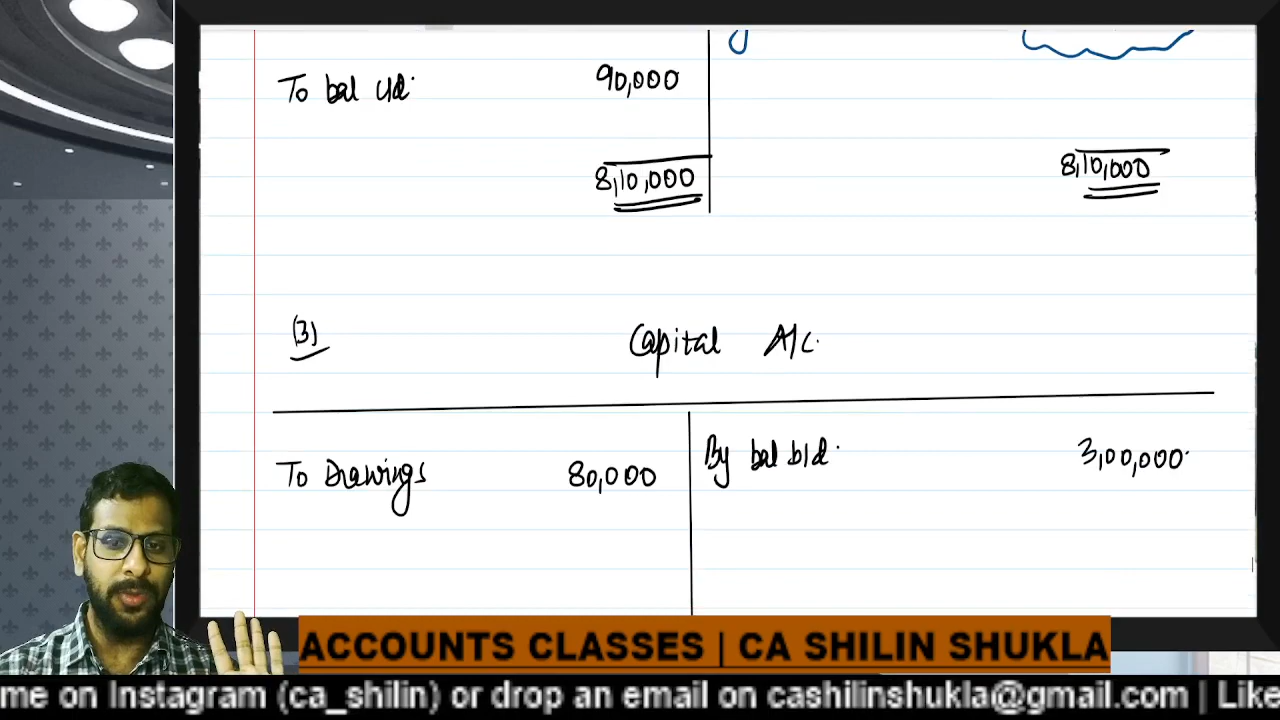 To bal c/d. 90,000
8,10,000 8,10,000
(3) Capital A/c.
To Drawings 80,000 By bal b/d. 3,00,000.
ACCOUNTS CLASSES | CA SHILIN SHUKLA
me on Instagram (ca_shilin) or drop an email on cashilinshukla@gmail.com | Like